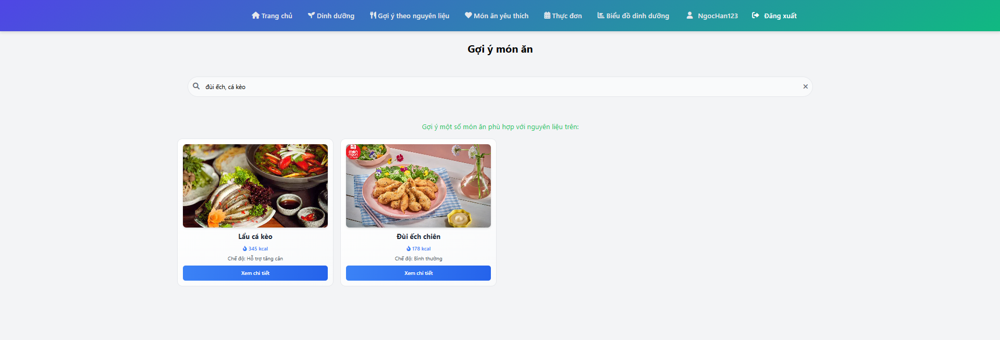 Trang chủ Dinh dưỡng Gợi ý theo nguyên liệu Món ăn yêu thích Thực đơn Biểu đồ dinh dưỡng NgocHan123 Đăng xuất
Gợi ý món ăn
đùi ếch, cá kèo
Gợi ý một số món ăn phù hợp với nguyên liệu trên:
món
ngon
Lẩu cá kèo
345 kcal
Chế độ: Hỗ trợ tăng cân
Xem chi tiết
Đùi ếch chiên
178 kcal
Chế độ: Bình thường
Xem chi tiết